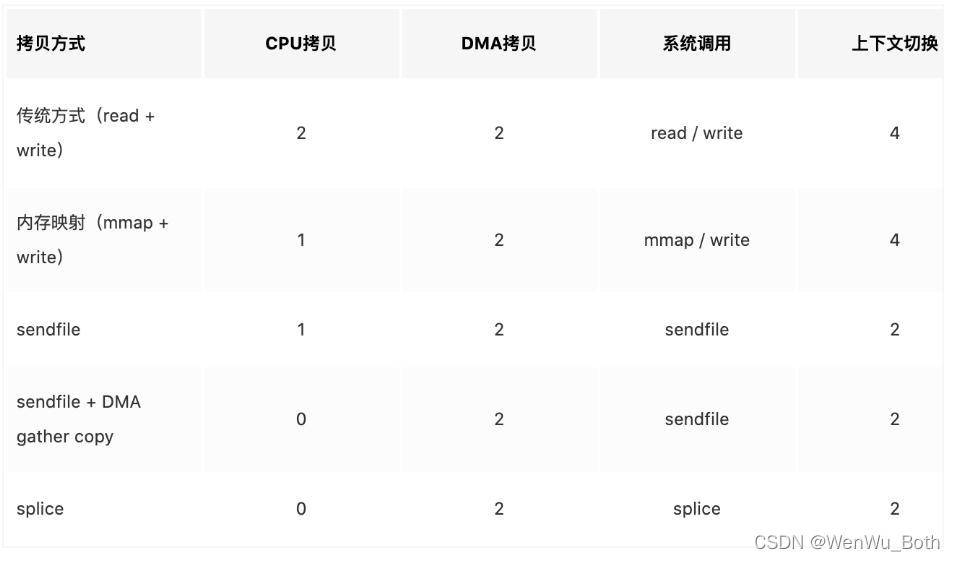 拷贝方式 CPU拷贝 DMA拷贝 系统调用 上下文切换
传统方式（read +
write） 2 2 read / write 4
内存映射（mmap +
write） 1 2 mmap / write 4
sendfile 1 2 sendfile 2
sendfile + DMA
gather copy 0 2 sendfile 2
splice 0 2 splice 2
CSDN @WenWu_Both